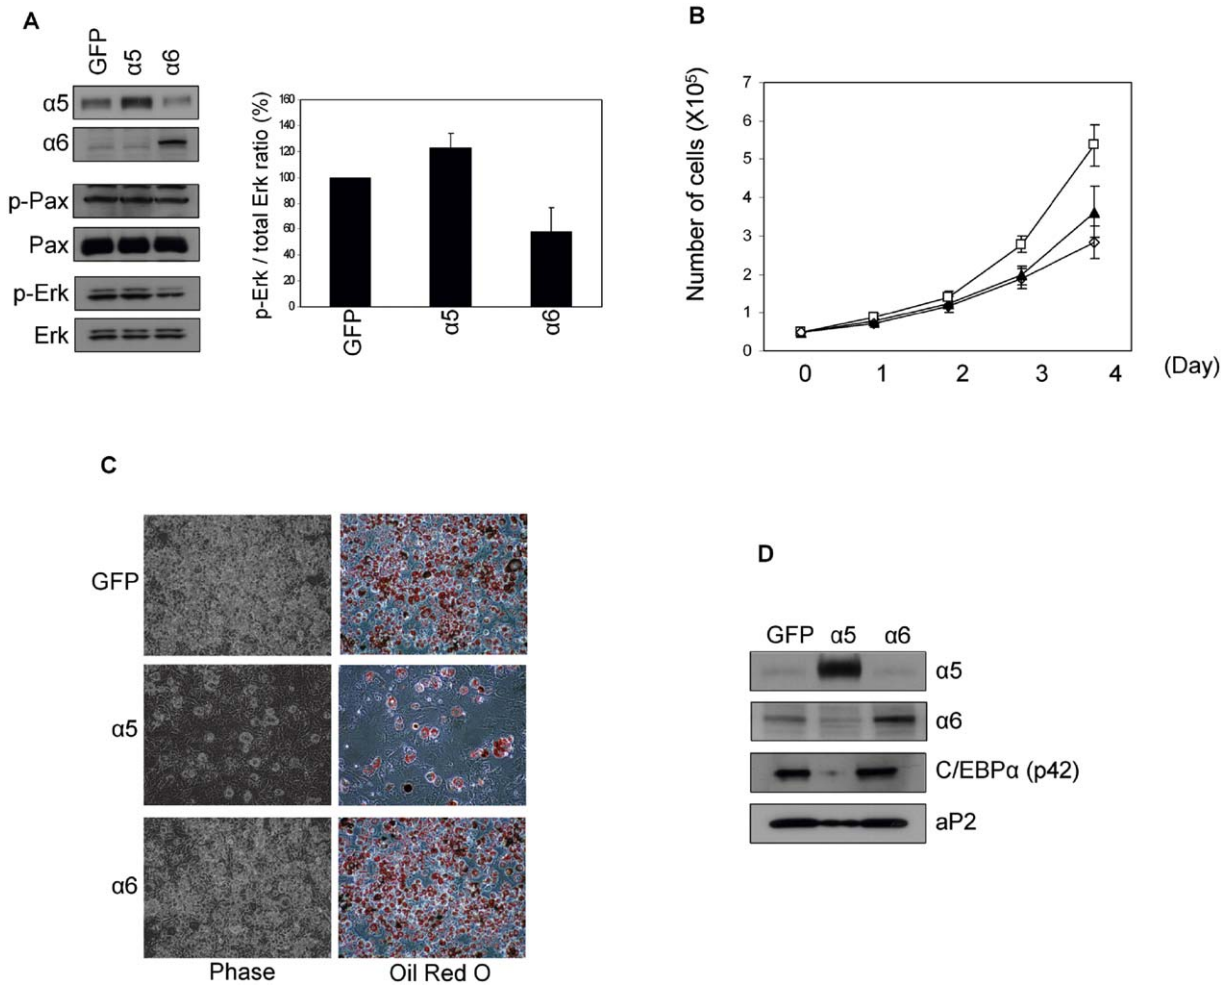 A
GFP
α5
α6
α5
α6
p-Pax
Pax
p-Erk
Erk
p-Erk / total Erk ratio (%)
160
140
120
100
80
60
40
20
0
GFP
α5
α6
B
Number of cells (X10⁵)
7
6
5
4
3
2
1
0
0 1 2 3 4 (Day)
C
GFP
α5
α6
Phase Oil Red O
D
GFP α5 α6
α5
α6
C/EBPα (p42)
aP2